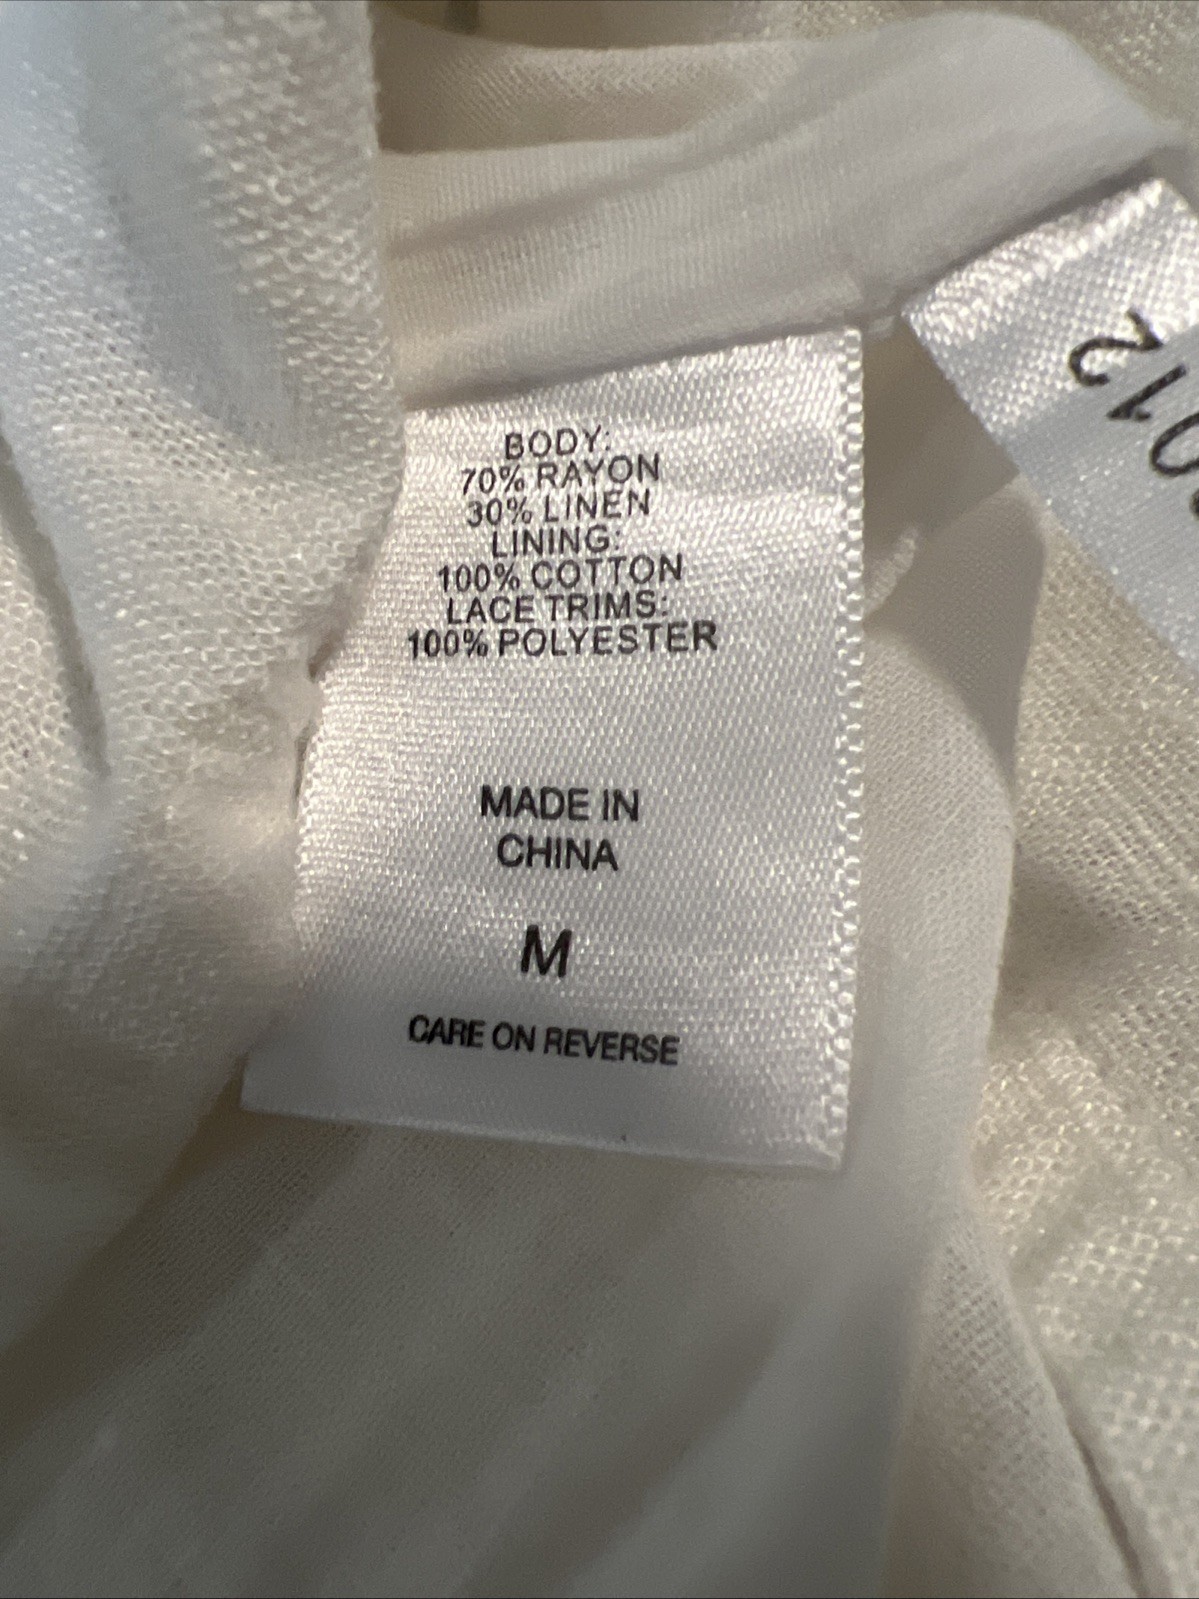 BODY:
70% RAYON
30% LINEN
LINING:
100% COTTON
LACE TRIMS:
100% POLYESTER
MADE IN
CHINA
M
CARE ON REVERSE